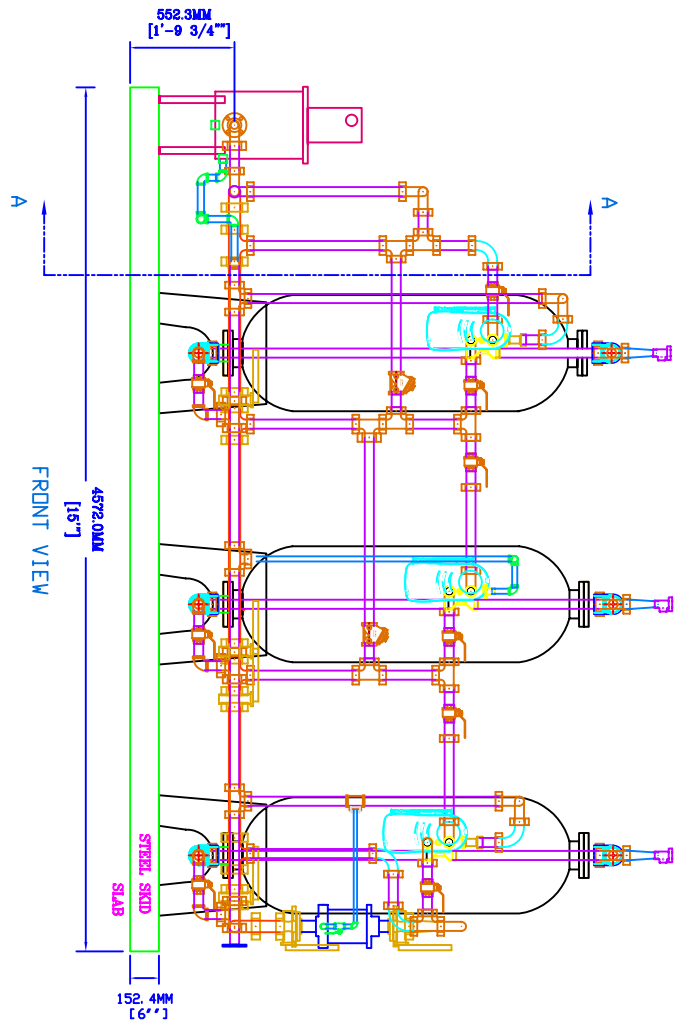 552.3MM
[1'-9 3/4""]
A
A
4572.0MM
[15'"]
FRONT VIEW
STEEL SKID
SLAB
152.4MM
[6'']